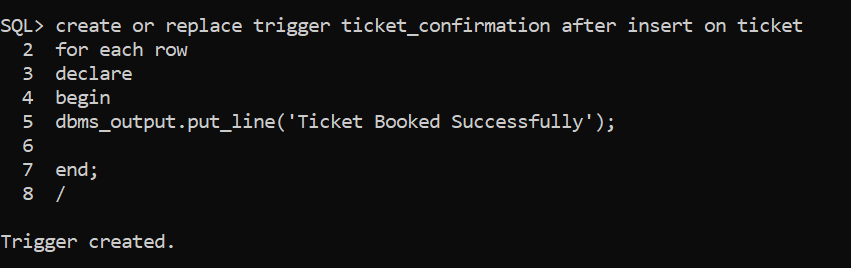 SQL> create or replace trigger ticket_confirmation after insert on ticket
2 for each row
3 declare
4 begin
5 dbms_output.put_line('Ticket Booked Successfully');
6
7 end;
8 /
Trigger created.